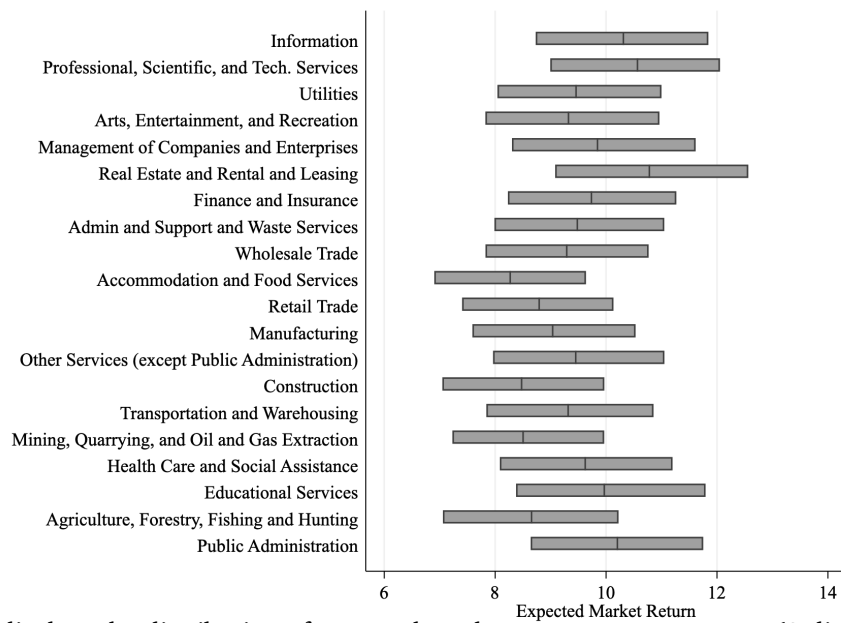 Information
Professional, Scientific, and Tech. Services
Utilities
Arts, Entertainment, and Recreation
Management of Companies and Enterprises
Real Estate and Rental and Leasing
Finance and Insurance
Admin and Support and Waste Services
Wholesale Trade
Accommodation and Food Services
Retail Trade
Manufacturing
Other Services (except Public Administration)
Construction
Transportation and Warehousing
Mining, Quarrying, and Oil and Gas Extraction
Health Care and Social Assistance
Educational Services
Agriculture, Forestry, Fishing and Hunting
Public Administration
6 8 10 12 14
Expected Market Return